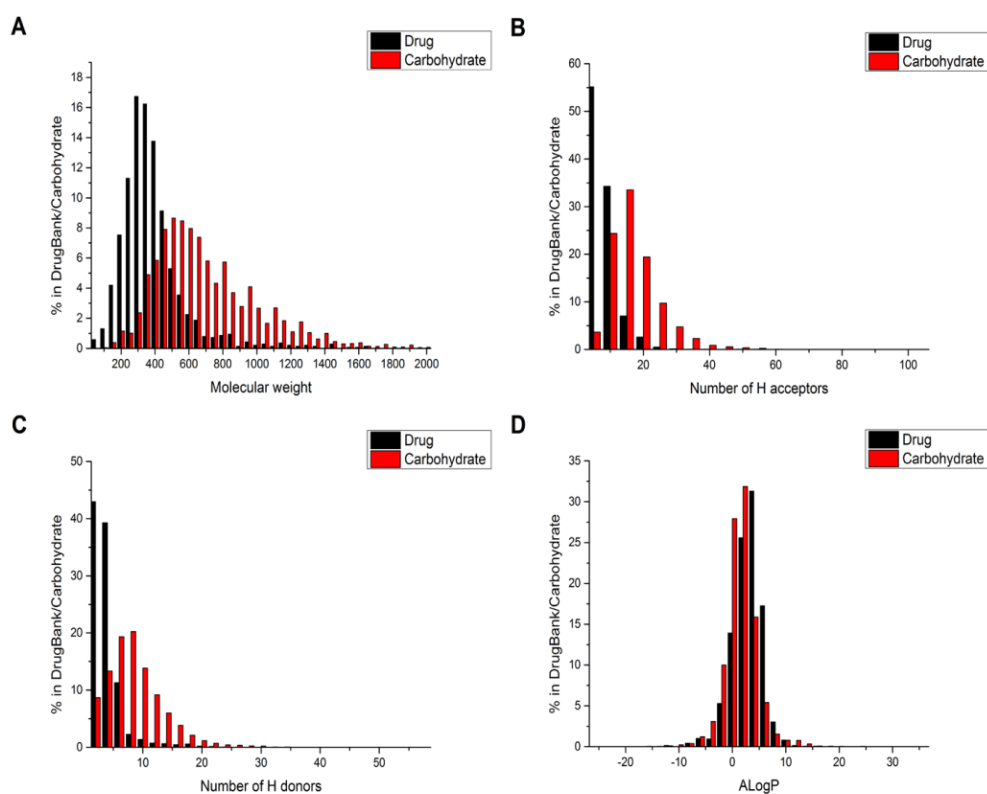 A
Drug
Carbohydrate
% in DrugBank/Carbohydrate
18
16
14
12
10
8
6
4
2
0
200 400 600 800 1000 1200 1400 1600 1800 2000
Molecular weight
B
Drug
Carbohydrate
% in DrugBank/Carbohydrate
60
50
40
30
20
10
0
20 40 60 80 100
Number of H acceptors
C
Drug
Carbohydrate
% in DrugBank/Carbohydrate
50
40
30
20
10
0
10 20 30 40 50
Number of H donors
D
Drug
Carbohydrate
% in DrugBank/Carbohydrate
35
30
25
20
15
10
5
0
-20 -10 0 10 20 30
ALogP